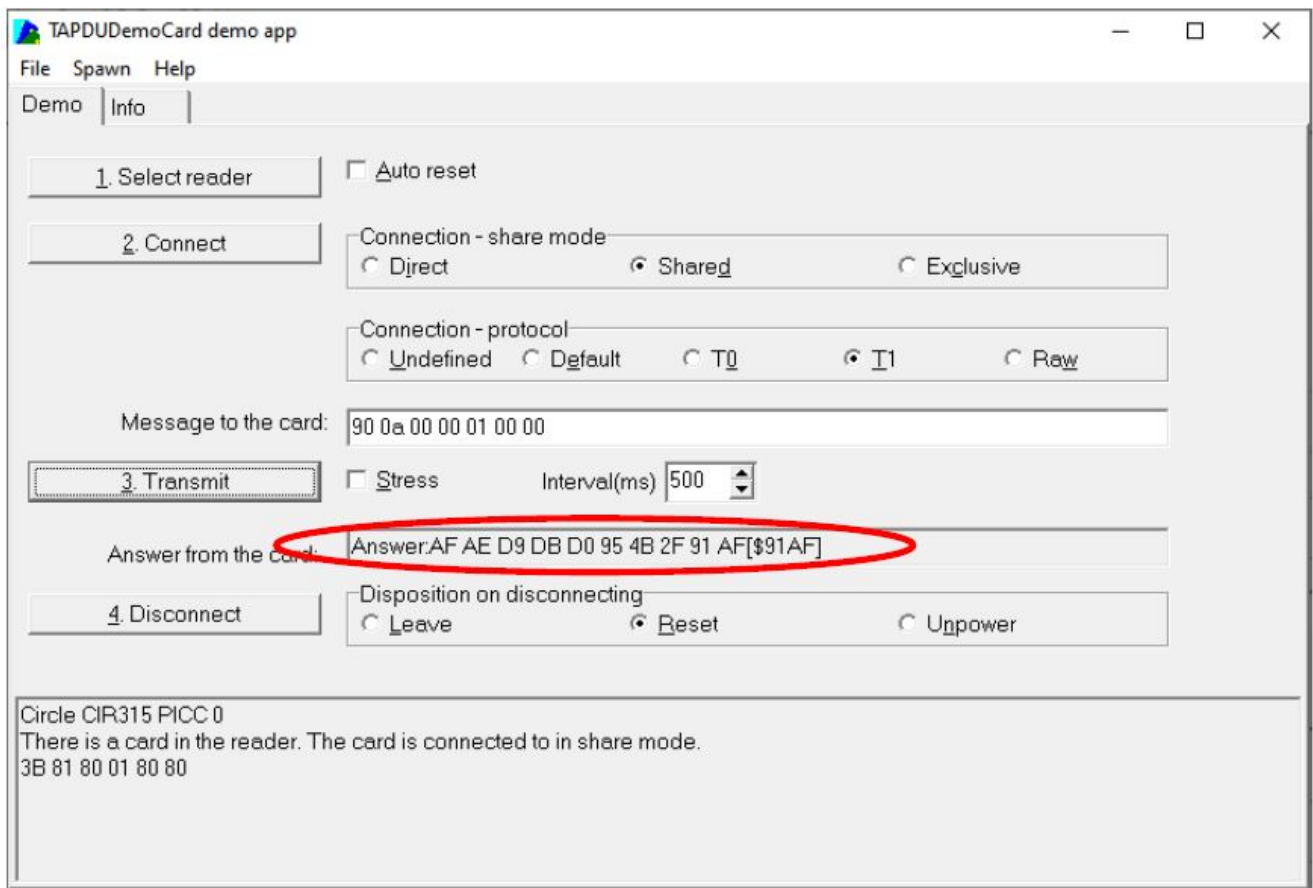 TAPDUDemoCard demo app
File Spawn Help
Demo Info
1. Select reader
Auto reset
2. Connect
Connection - share mode
Direct Shared Exclusive
Connection - protocol
Undefined Default T0 T1 Raw
Message to the card: 90 0a 00 00 01 00 00
3. Transmit
Stress Interval(ms) 500
Answer from the card: Answer:AF AE D9 DB D0 95 4B 2F 91 AF[$91AF]
4. Disconnect
Disposition on disconnecting
Leave Reset Unpower
Circle CIR315 PICC 0
There is a card in the reader. The card is connected to in share mode.
3B 81 80 01 80 80